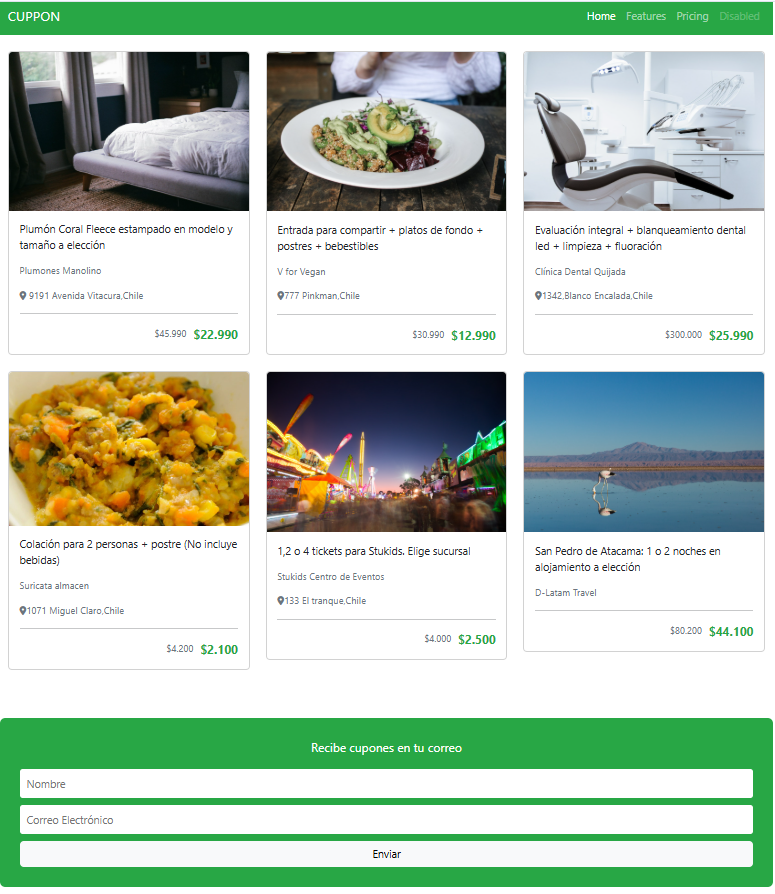 CUPPON
Home Features Pricing Disabled
Plumón Coral Fleece estampado en modelo y
tamaño a elección
Plumones Manolino
9191 Avenida Vitacura,Chile
$45.990 $22.990
Entrada para compartir + platos de fondo +
postres + bebestibles
V for Vegan
777 Pinkman,Chile
$30.990 $12.990
Evaluación integral + blanqueamiento dental
led + limpieza + fluoración
Clínica Dental Quijada
1342,Blanco Encalada,Chile
$300.000 $25.990
Colación para 2 personas + postre (No incluye
bebidas)
Suricata almacen
1071 Miguel Claro,Chile
$4.200 $2.100
1,2 o 4 tickets para Stukids. Elige sucursal
Stukids Centro de Eventos
133 El tranque,Chile
$4.000 $2.500
San Pedro de Atacama: 1 o 2 noches en
alojamiento a elección
D-Latam Travel
$80.200 $44.100
Recibe cupones en tu correo
Nombre
Correo Electrónico
Enviar